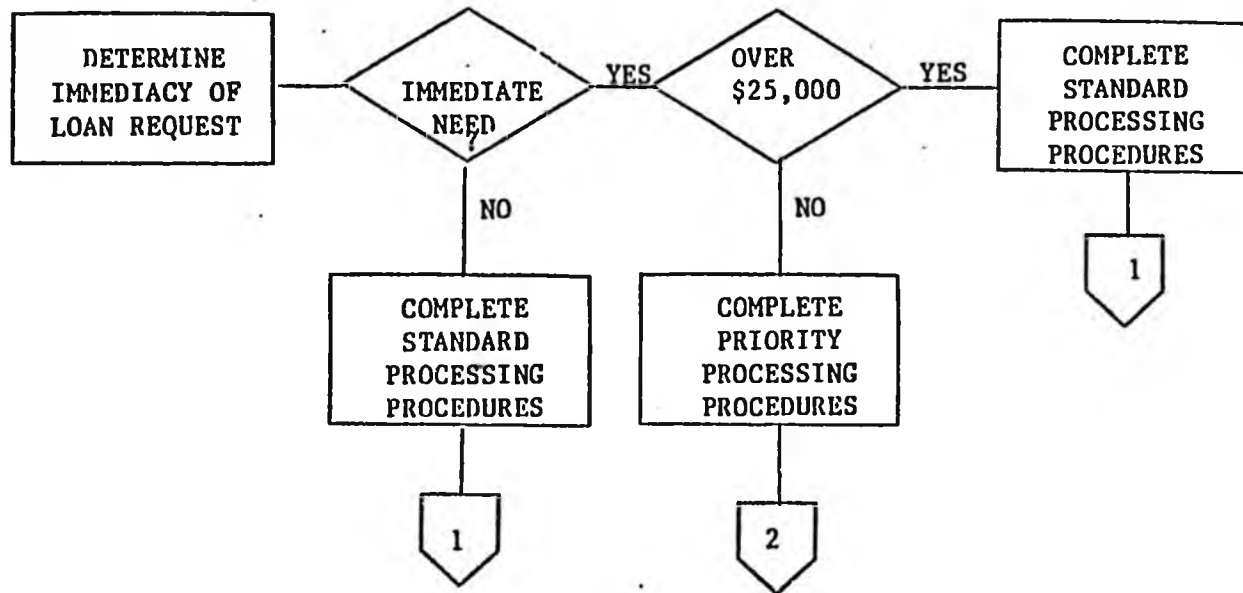 DETERMINE
IMMEDIACY OF
LOAN REQUEST
IMMEDIATE
NEED
?
YES
OVER
$25,000
YES
COMPLETE
STANDARD
PROCESSING
PROCEDURES
1
NO
COMPLETE
STANDARD
PROCESSING
PROCEDURES
1
NO
COMPLETE
PRIORITY
PROCESSING
PROCEDURES
2